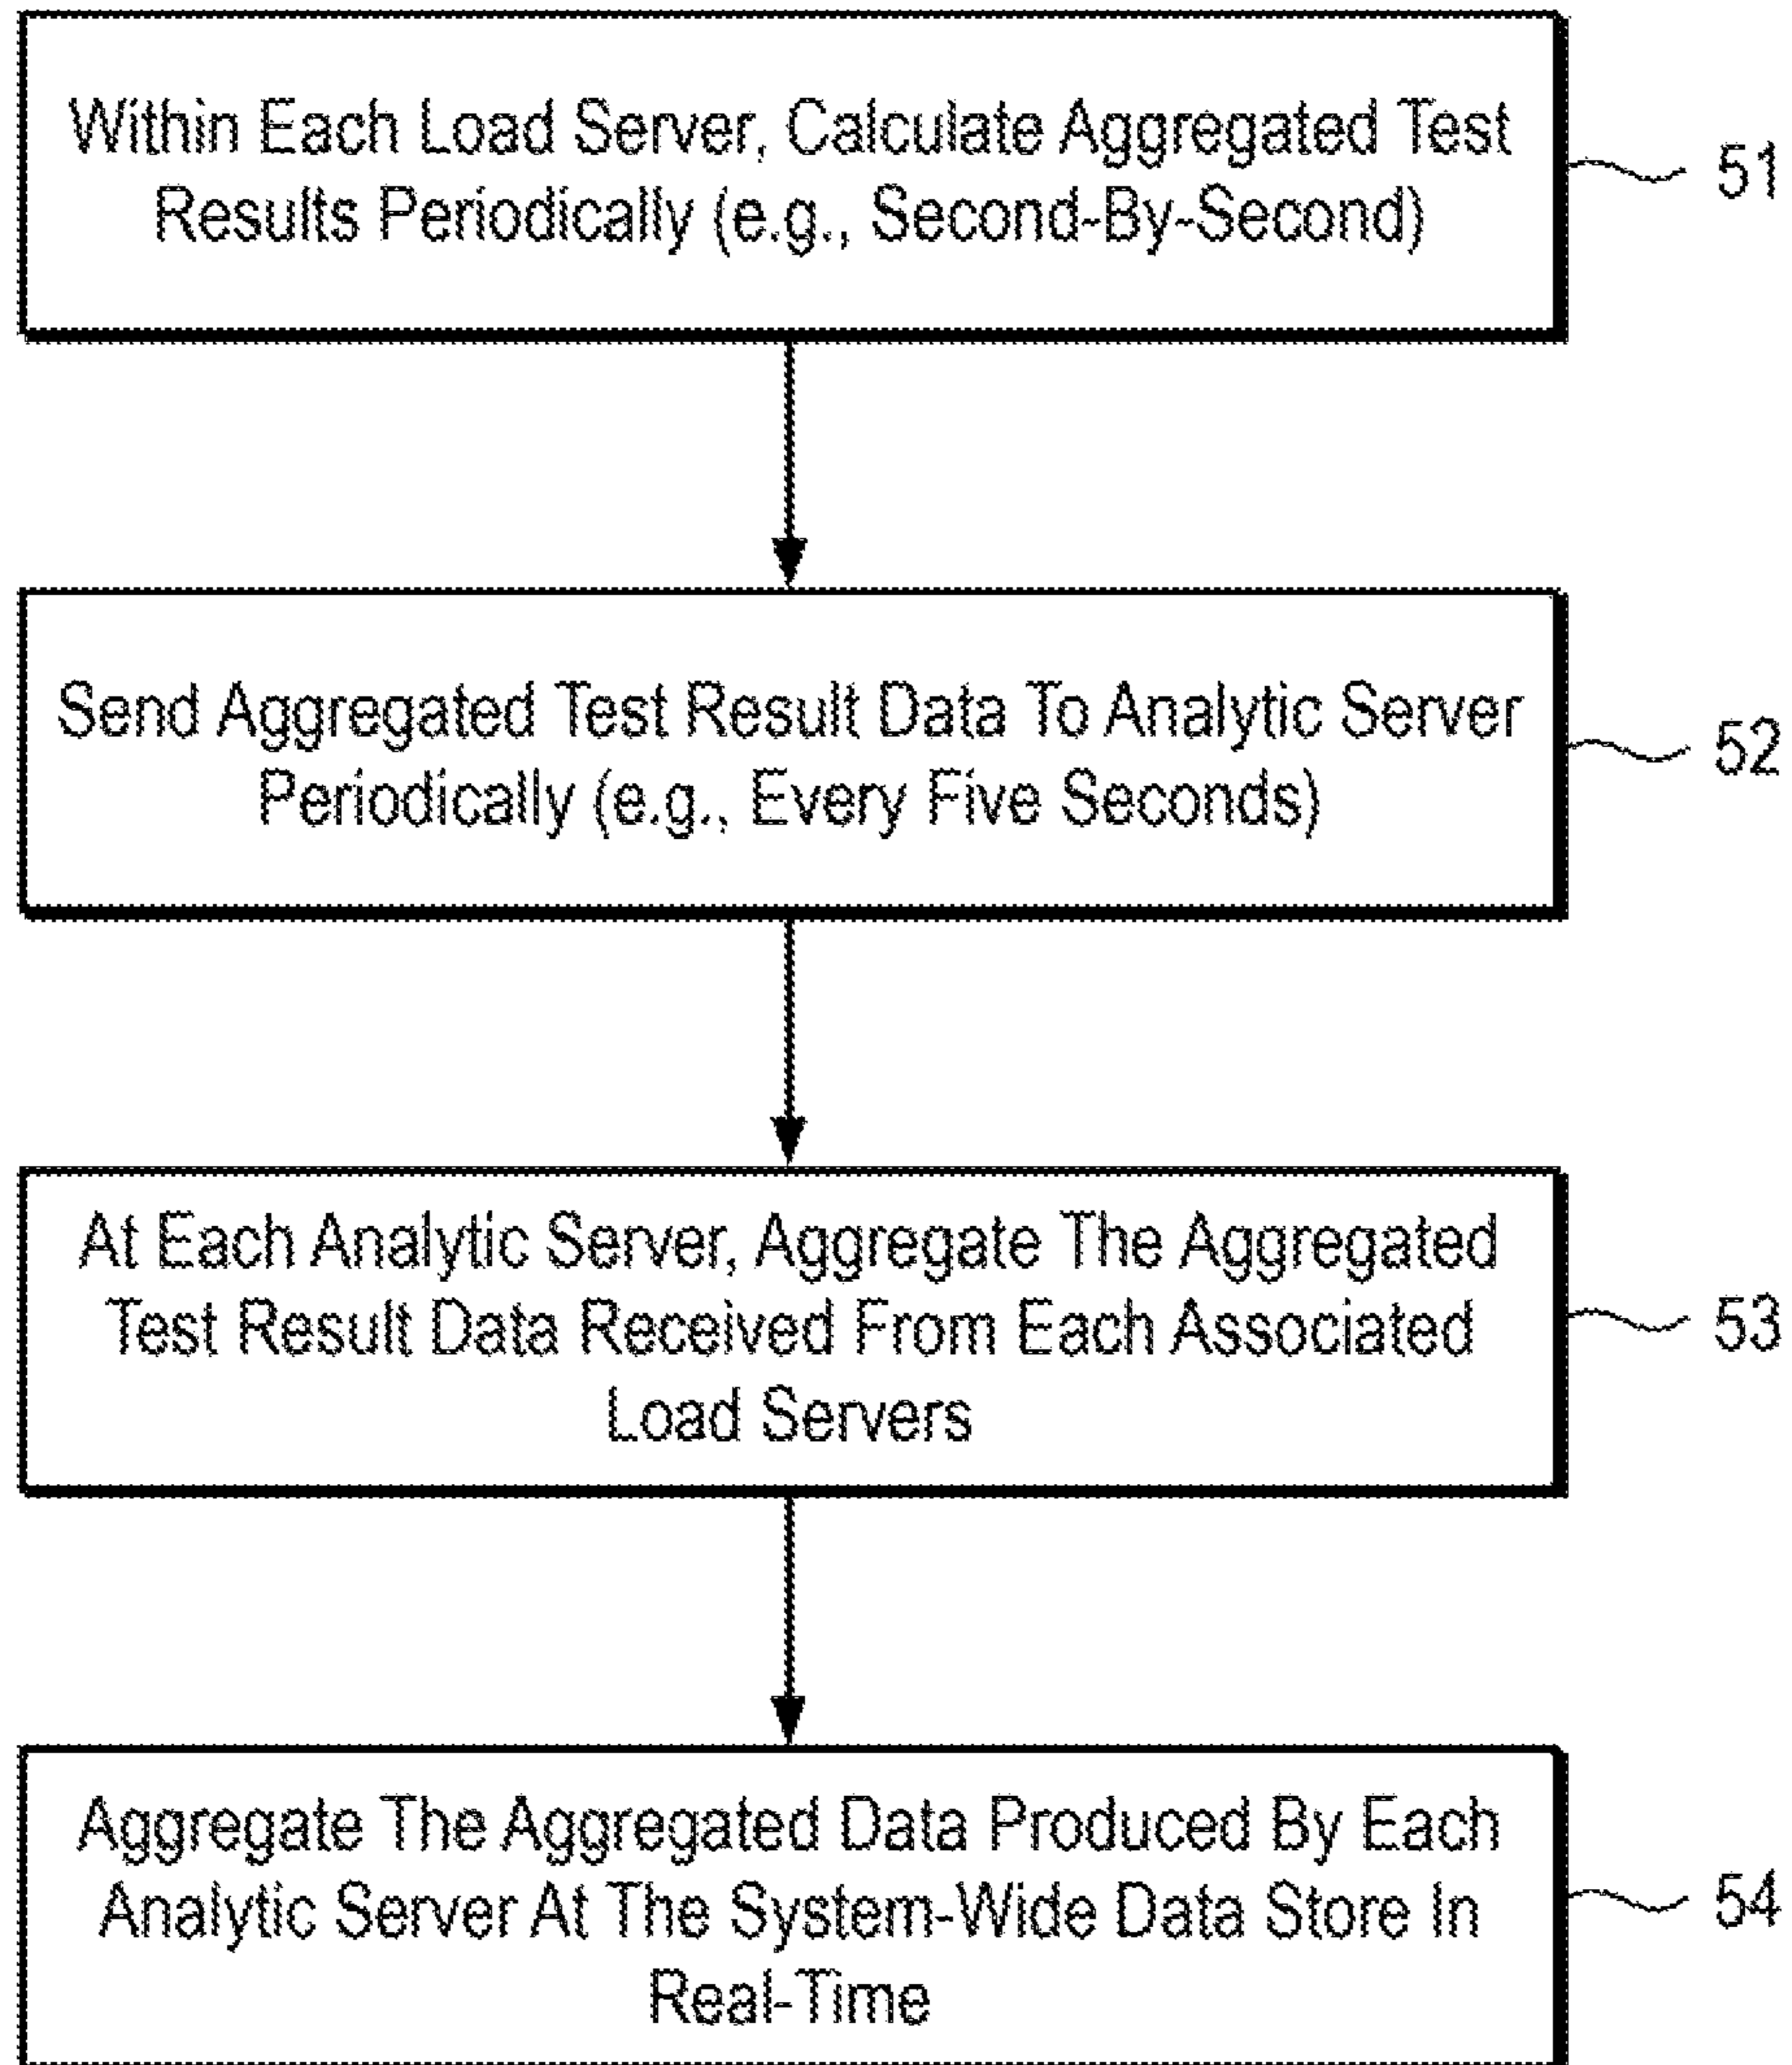 Within Each Load Server, Calculate Aggregated Test
Results Periodically (e.g., Second-By-Second)
51
Send Aggregated Test Result Data To Analytic Server
Periodically (e.g., Every Five Seconds)
52
At Each Analytic Server, Aggregate The Aggregated
Test Result Data Received From Each Associated
Load Servers
53
Aggregate The Aggregated Data Produced By Each
Analytic Server At The System-Wide Data Store In
Real-Time
54